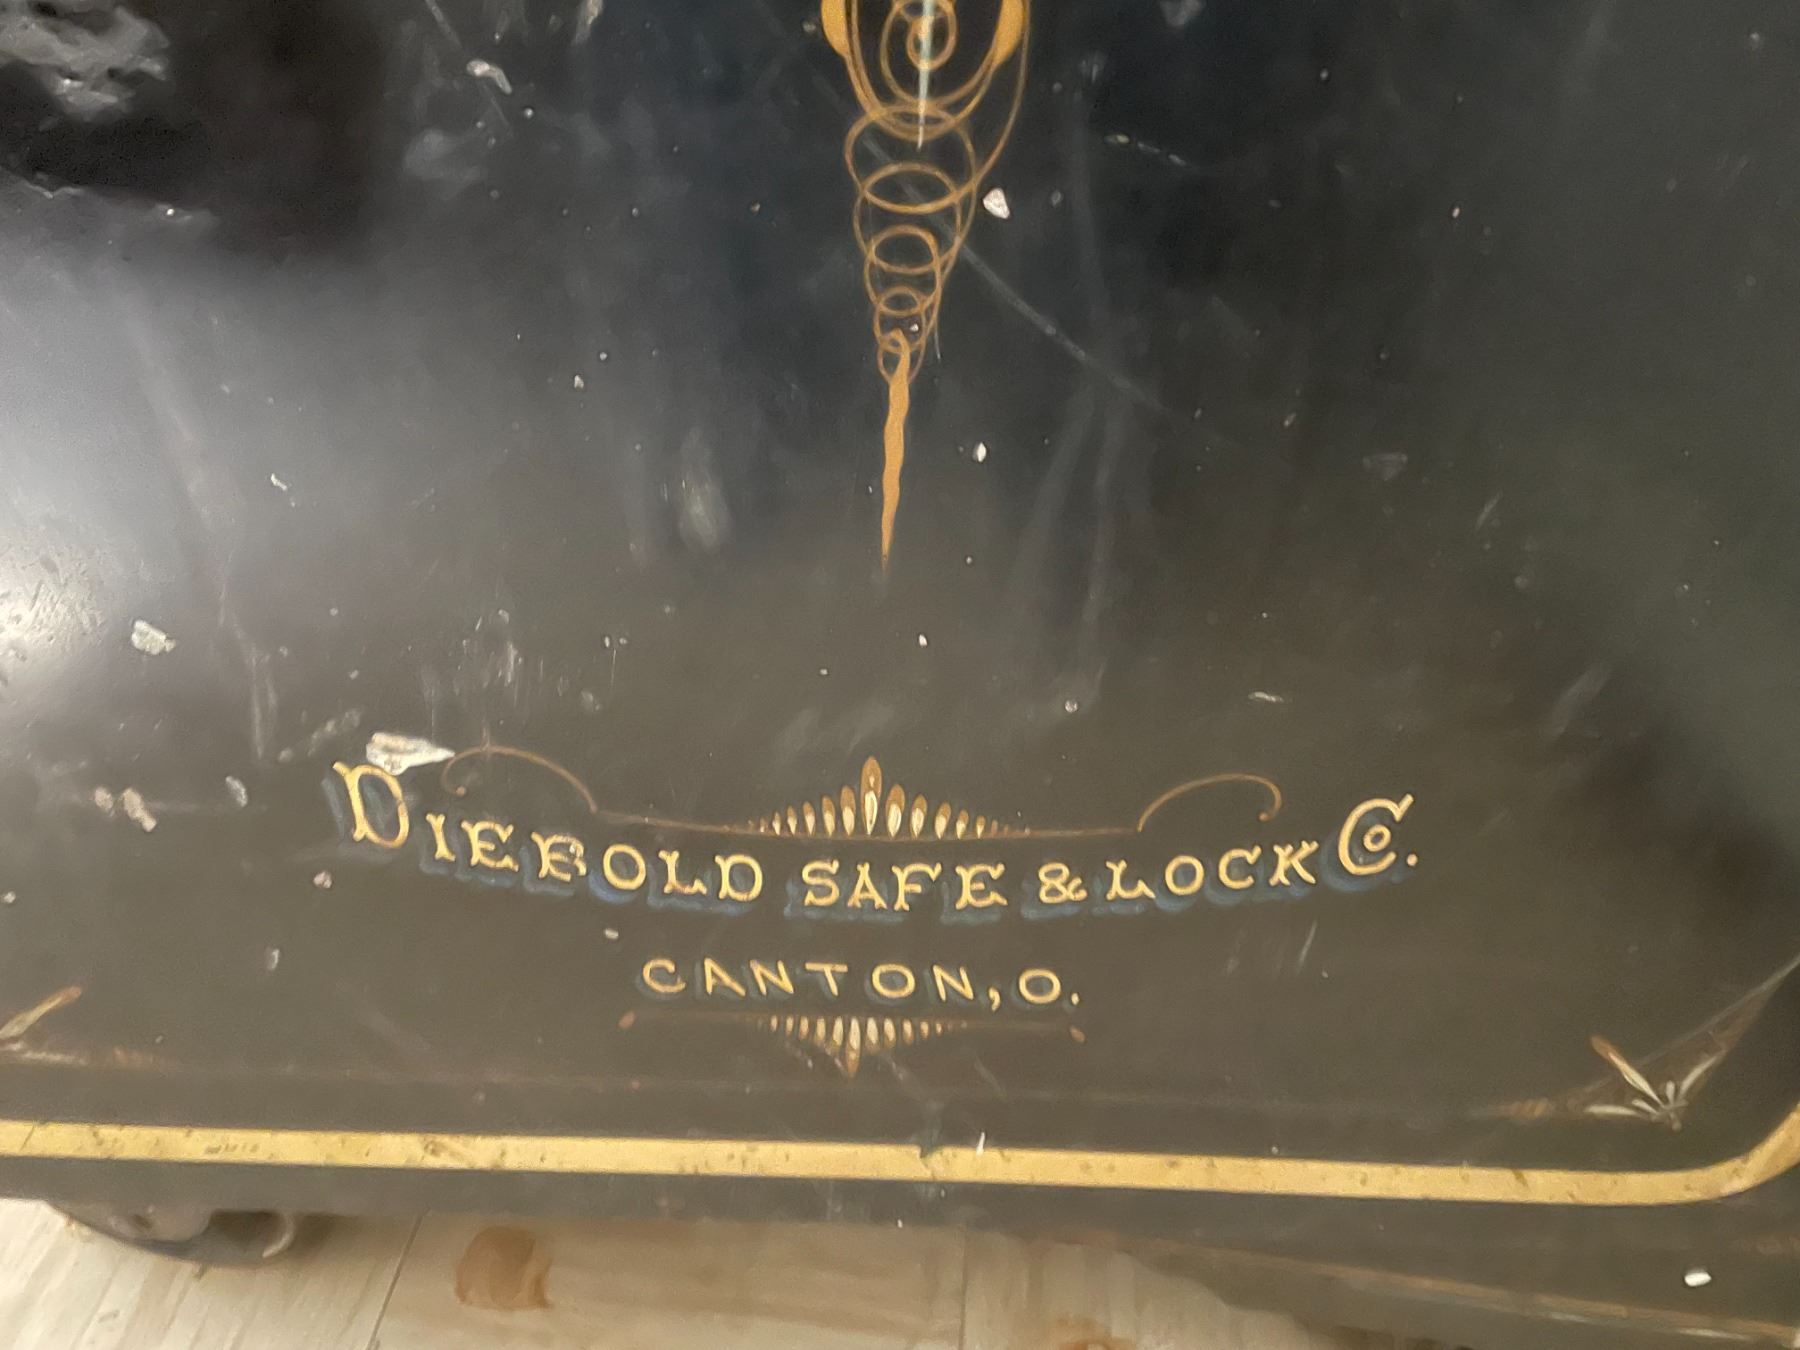 DIEBOLD SAFE & LOCK Co.
CANTON, O.